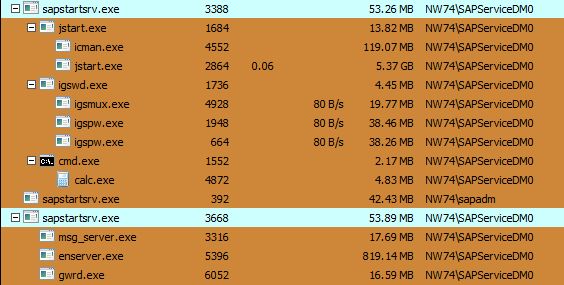 sapstartsrv.exe 3388 53.26 MB NW74\SAPServiceDM0
jstart.exe 1684 13.82 MB NW74\SAPServiceDM0
icman.exe 4552 119.07 MB NW74\SAPServiceDM0
jstart.exe 2864 0.06 5.37 GB NW74\SAPServiceDM0
igswd.exe 1736 4.45 MB NW74\SAPServiceDM0
igsmux.exe 4928 80 B/s 19.77 MB NW74\SAPServiceDM0
igspw.exe 1948 80 B/s 38.46 MB NW74\SAPServiceDM0
igspw.exe 664 80 B/s 38.26 MB NW74\SAPServiceDM0
C:\. cmd.exe 1552 2.17 MB NW74\SAPServiceDM0
calc.exe 4872 4.83 MB NW74\SAPServiceDM0
sapstartsrv.exe 392 42.43 MB NW74\sapadm
sapstartsrv.exe 3668 53.89 MB NW74\SAPServiceDM0
msg_server.exe 3316 17.69 MB NW74\SAPServiceDM0
enserver.exe 5396 819.14 MB NW74\SAPServiceDM0
gwrd.exe 6052 16.59 MB NW74\SAPServiceDM0